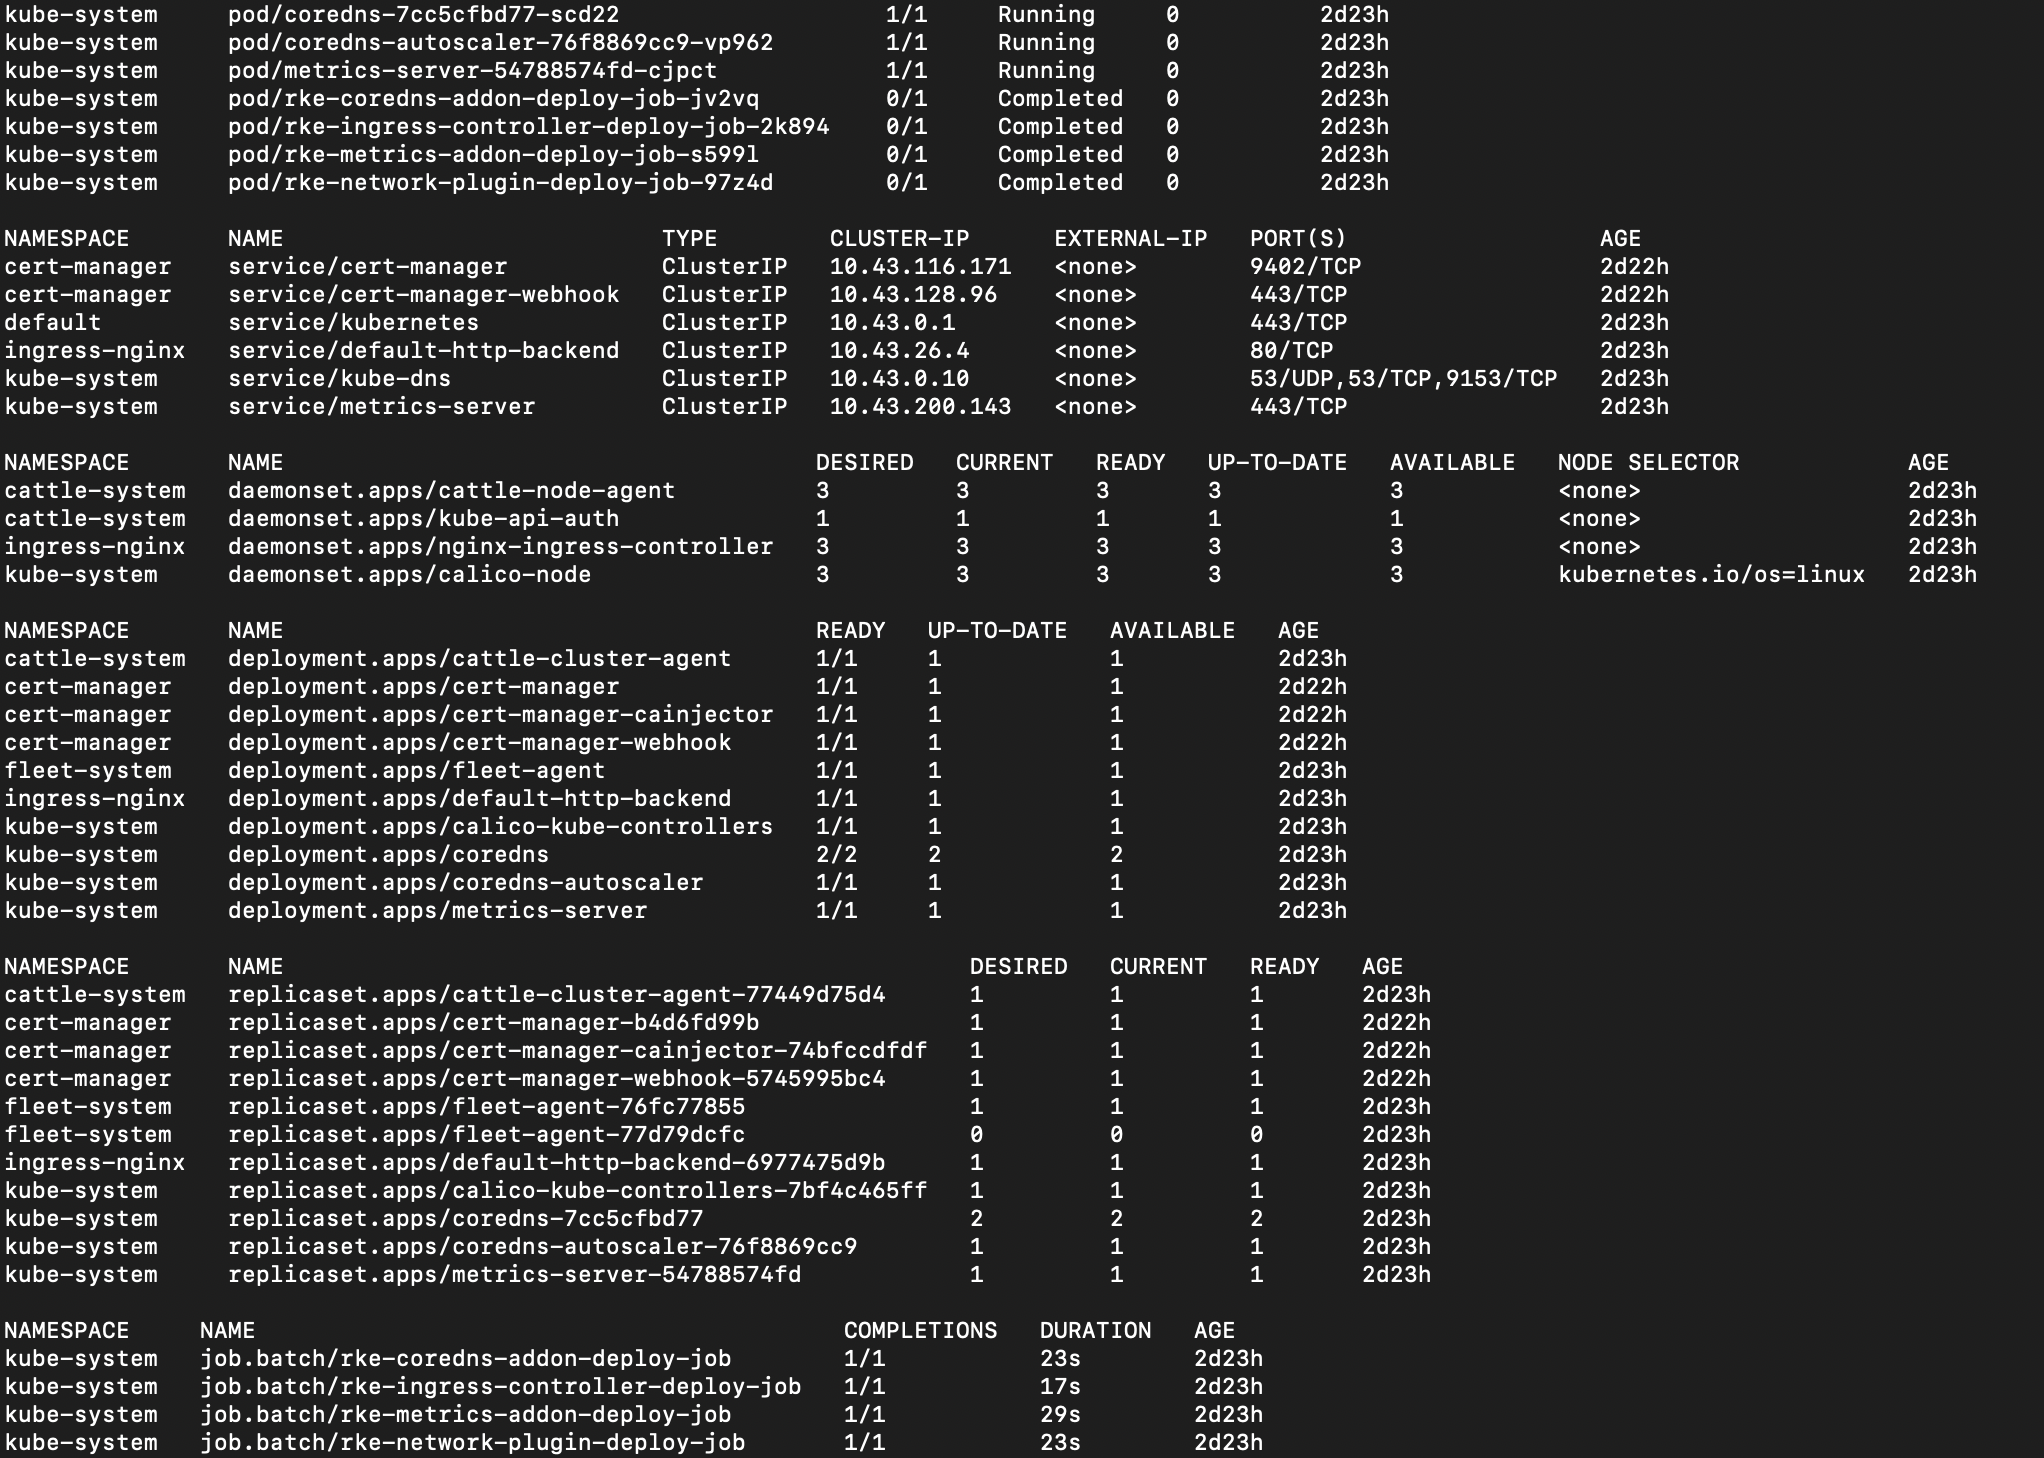 kube-system     pod/coredns-7cc5cfbd77-scd22                   1/1     Running     0          2d23h
kube-system     pod/coredns-autoscaler-76f8869cc9-vp962        1/1     Running     0          2d23h
kube-system     pod/metrics-server-54788574fd-cjpct            1/1     Running     0          2d23h
kube-system     pod/rke-coredns-addon-deploy-job-jv2vq         0/1     Completed   0          2d23h
kube-system     pod/rke-ingress-controller-deploy-job-2k894    0/1     Completed   0          2d23h
kube-system     pod/rke-metrics-addon-deploy-job-s599l         0/1     Completed   0          2d23h
kube-system     pod/rke-network-plugin-deploy-job-97z4d        0/1     Completed   0          2d23h

NAMESPACE       NAME                           TYPE        CLUSTER-IP      EXTERNAL-IP   PORT(S)                  AGE
cert-manager    service/cert-manager           ClusterIP   10.43.116.171   <none>        9402/TCP                 2d22h
cert-manager    service/cert-manager-webhook   ClusterIP   10.43.128.96    <none>        443/TCP                  2d22h
default         service/kubernetes             ClusterIP   10.43.0.1       <none>        443/TCP                  2d23h
ingress-nginx   service/default-http-backend   ClusterIP   10.43.26.4      <none>        80/TCP                   2d23h
kube-system     service/kube-dns               ClusterIP   10.43.0.10      <none>        53/UDP,53/TCP,9153/TCP   2d23h
kube-system     service/metrics-server         ClusterIP   10.43.200.143   <none>        443/TCP                  2d23h

NAMESPACE       NAME                                      DESIRED   CURRENT   READY   UP-TO-DATE   AVAILABLE   NODE SELECTOR            AGE
cattle-system   daemonset.apps/cattle-node-agent          3         3         3       3            3           <none>                   2d23h
cattle-system   daemonset.apps/kube-api-auth              1         1         1       1            1           <none>                   2d23h
ingress-nginx   daemonset.apps/nginx-ingress-controller   3         3         3       3            3           <none>                   2d23h
kube-system     daemonset.apps/calico-node                3         3         3       3            3           kubernetes.io/os=linux   2d23h

NAMESPACE       NAME                                      READY   UP-TO-DATE   AVAILABLE   AGE
cattle-system   deployment.apps/cattle-cluster-agent      1/1     1            1           2d23h
cert-manager    deployment.apps/cert-manager              1/1     1            1           2d22h
cert-manager    deployment.apps/cert-manager-cainjector   1/1     1            1           2d22h
cert-manager    deployment.apps/cert-manager-webhook      1/1     1            1           2d22h
fleet-system    deployment.apps/fleet-agent               1/1     1            1           2d23h
ingress-nginx   deployment.apps/default-http-backend      1/1     1            1           2d23h
kube-system     deployment.apps/calico-kube-controllers   1/1     1            1           2d23h
kube-system     deployment.apps/coredns                   2/2     2            2           2d23h
kube-system     deployment.apps/coredns-autoscaler        1/1     1            1           2d23h
kube-system     deployment.apps/metrics-server            1/1     1            1           2d23h

NAMESPACE       NAME                                                 DESIRED   CURRENT   READY   AGE
cattle-system   replicaset.apps/cattle-cluster-agent-77449d75d4      1         1         1       2d23h
cert-manager    replicaset.apps/cert-manager-b4d6fd99b               1         1         1       2d22h
cert-manager    replicaset.apps/cert-manager-cainjector-74bfccdfdf   1         1         1       2d22h
cert-manager    replicaset.apps/cert-manager-webhook-5745995bc4      1         1         1       2d22h
fleet-system    replicaset.apps/fleet-agent-76fc77855                1         1         1       2d23h
fleet-system    replicaset.apps/fleet-agent-77d79dcfc                0         0         0       2d23h
ingress-nginx   replicaset.apps/default-http-backend-6977475d9b      1         1         1       2d23h
kube-system     replicaset.apps/calico-kube-controllers-7bf4c465ff   1         1         1       2d23h
kube-system     replicaset.apps/coredns-7cc5cfbd77                   2         2         2       2d23h
kube-system     replicaset.apps/coredns-autoscaler-76f8869cc9        1         1         1       2d23h
kube-system     replicaset.apps/metrics-server-54788574fd            1         1         1       2d23h

NAMESPACE     NAME                                          COMPLETIONS   DURATION   AGE
kube-system   job.batch/rke-coredns-addon-deploy-job        1/1           23s        2d23h
kube-system   job.batch/rke-ingress-controller-deploy-job   1/1           17s        2d23h
kube-system   job.batch/rke-metrics-addon-deploy-job        1/1           29s        2d23h
kube-system   job.batch/rke-network-plugin-deploy-job       1/1           23s        2d23h